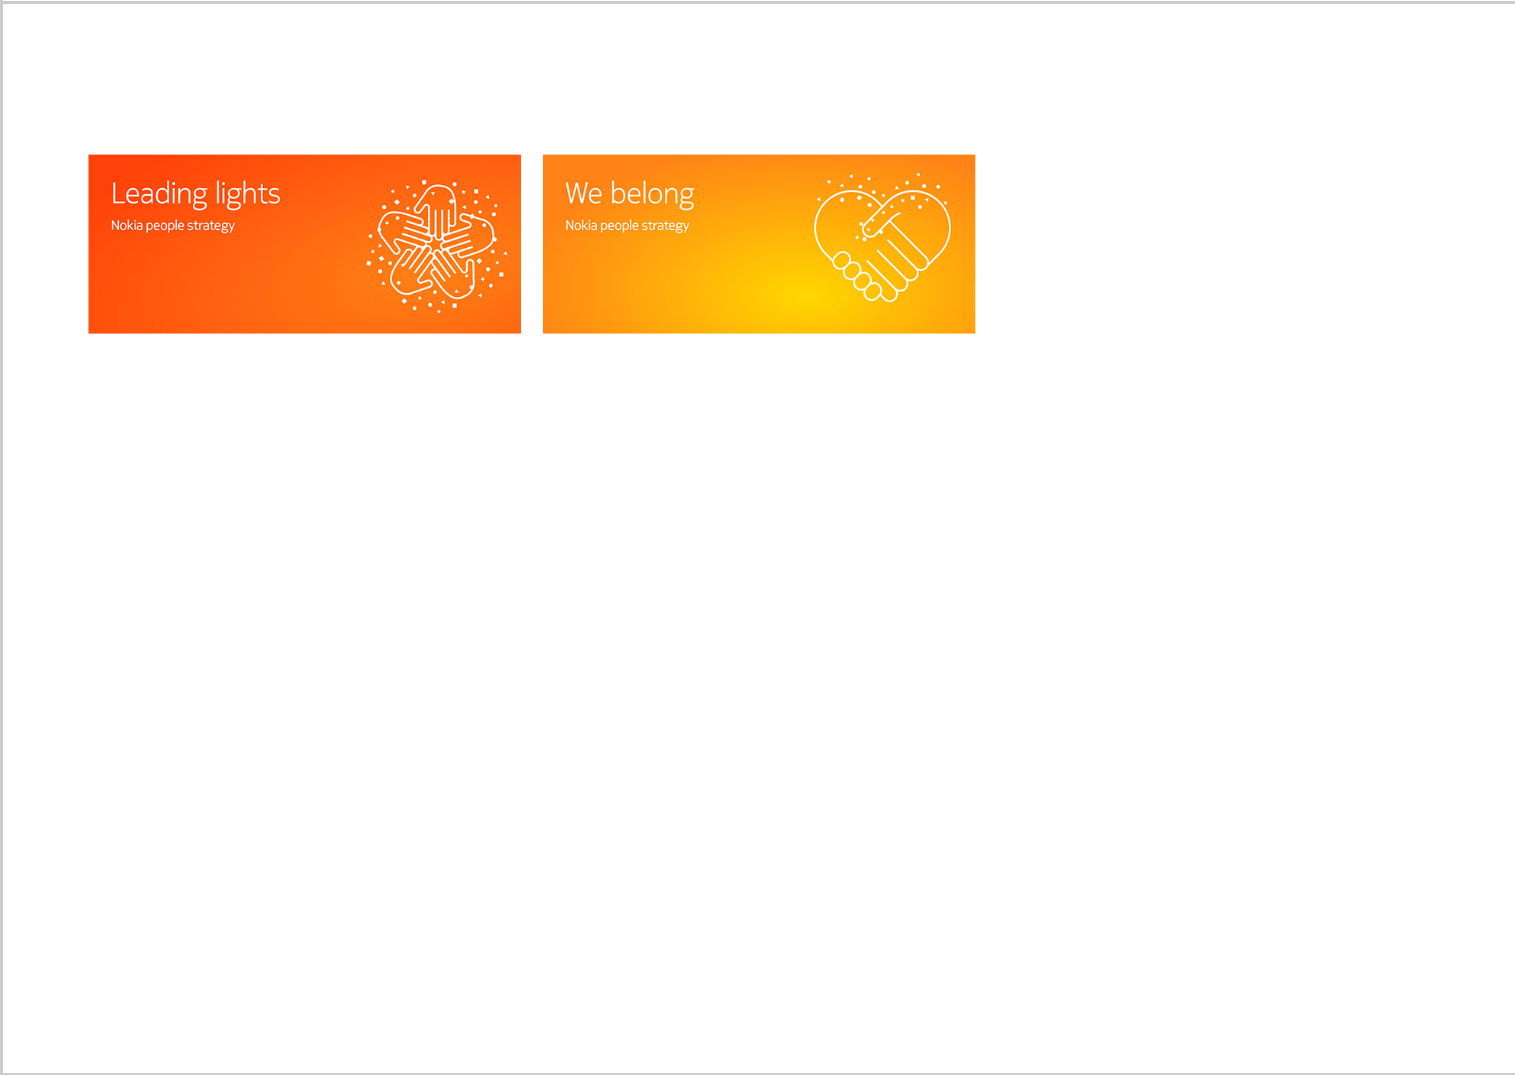 Leading lights
Nokia people strategy
We belong
Nokia people strategy